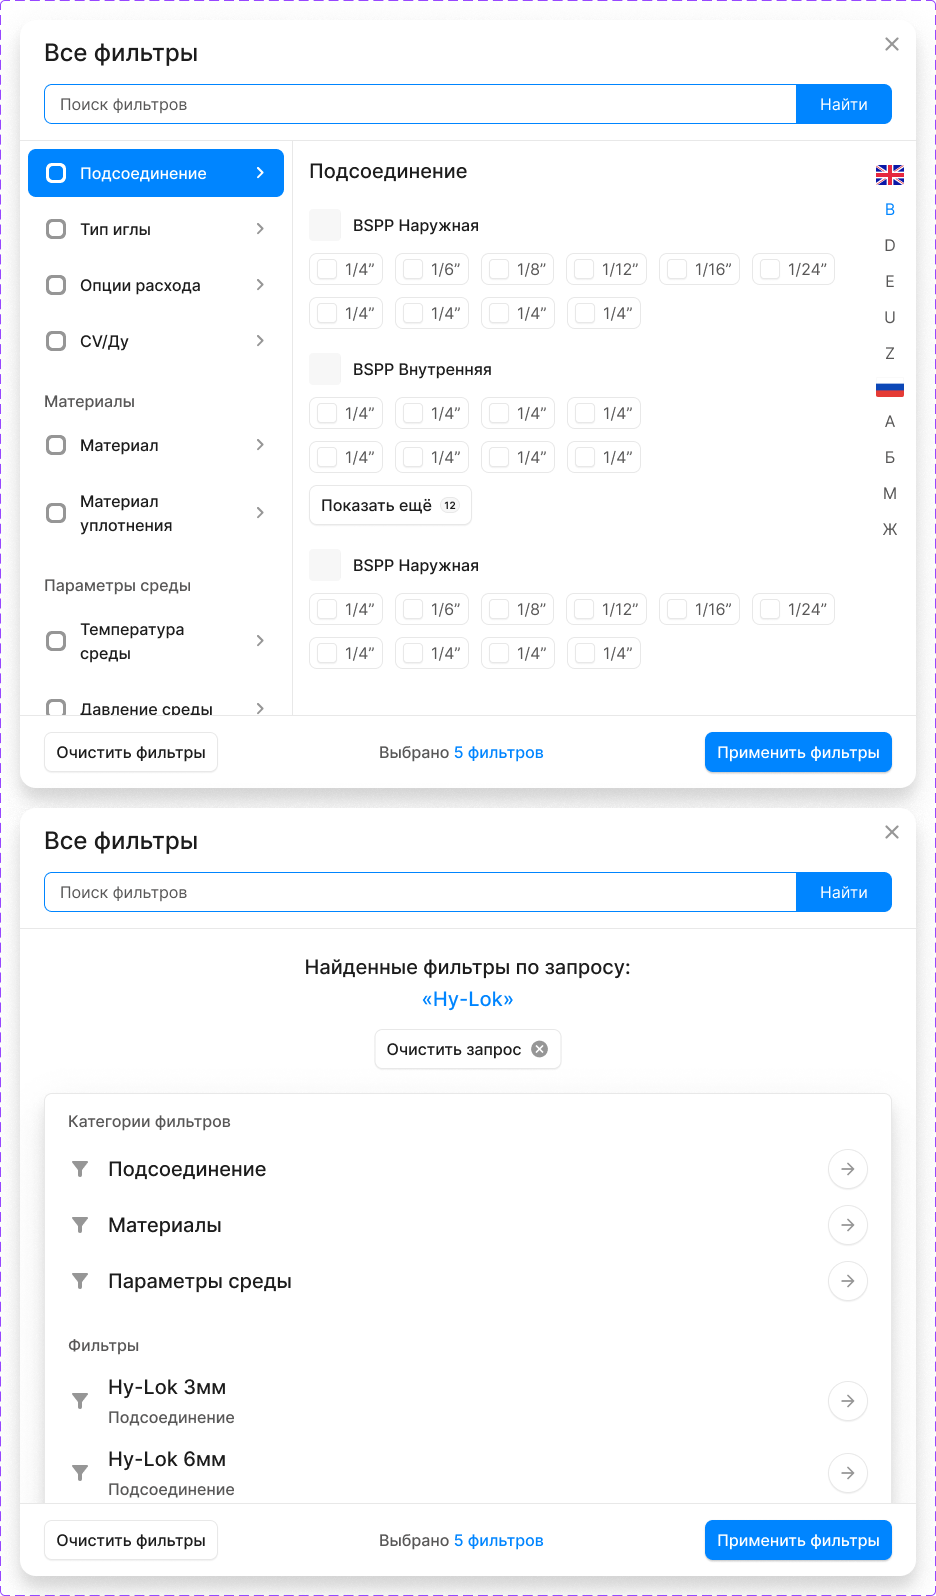 Все фильтры
Поиск фильтров
Найти
Подсоединение
Тип иглы
Опции расхода
CV/Ду
Материалы
Материал
Материал
уплотнения
Параметры среды
Температура
среды
Давление среды
Подсоединение
BSPP Наружная
1/4” 1/6” 1/8” 1/12” 1/16” 1/24”
1/4” 1/4” 1/4” 1/4”
BSPP Внутренняя
1/4” 1/4” 1/4” 1/4”
1/4” 1/4” 1/4” 1/4”
Показать ещё 12
BSPP Наружная
1/4” 1/6” 1/8” 1/12” 1/16” 1/24”
1/4” 1/4” 1/4” 1/4”
B
D
E
U
Z
А
Б
М
Ж
Очистить фильтры
Выбрано 5 фильтров
Применить фильтры
Все фильтры
Поиск фильтров
Найти
Найденные фильтры по запросу:
«Hy-Lok»
Очистить запрос
Категории фильтров
Подсоединение
Материалы
Параметры среды
Фильтры
Hy-Lok 3мм
Подсоединение
Hy-Lok 6мм
Подсоединение
Очистить фильтры
Выбрано 5 фильтров
Применить фильтры